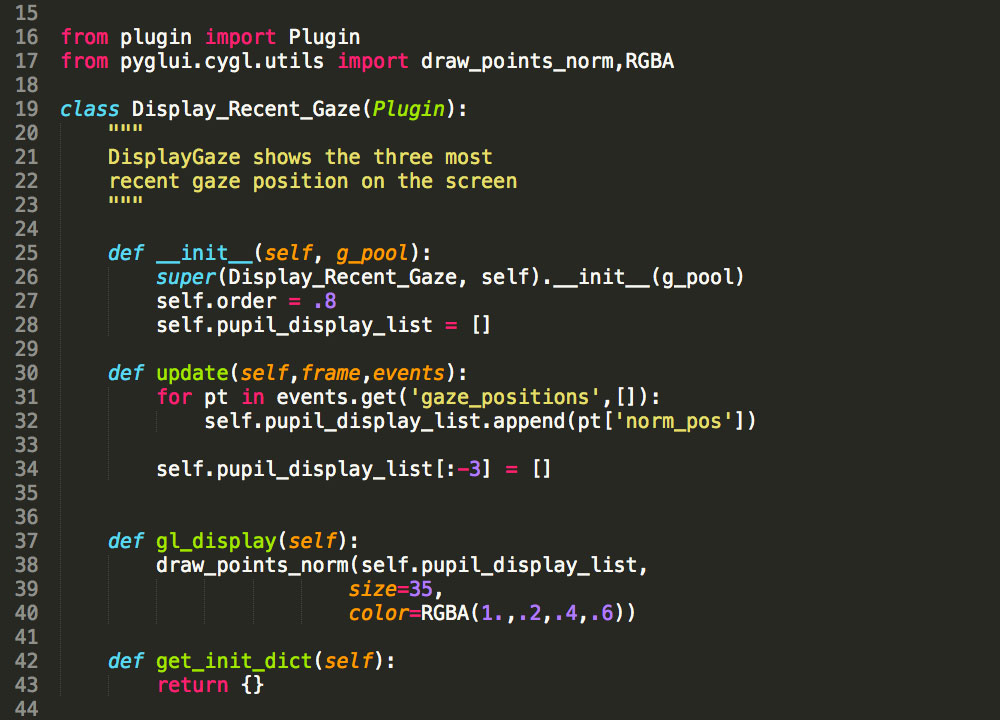 15
16 from plugin import Plugin
17 from pyglui.cygl.utils import draw_points_norm,RGBA
18
19 class Display_Recent_Gaze(Plugin):
20     """
21     DisplayGaze shows the three most
22     recent gaze position on the screen
23     """
24
25     def __init__(self, g_pool):
26         super(Display_Recent_Gaze, self).__init__(g_pool)
27         self.order = .8
28         self.pupil_display_list = []
29
30     def update(self,frame,events):
31         for pt in events.get('gaze_positions',[]):
32             self.pupil_display_list.append(pt['norm_pos'])
33
34         self.pupil_display_list[:-3] = []
35
36
37     def gl_display(self):
38         draw_points_norm(self.pupil_display_list,
39                         size=35,
40                         color=RGBA(1.,.2,.4,.6))
41
42     def get_init_dict(self):
43         return {}
44